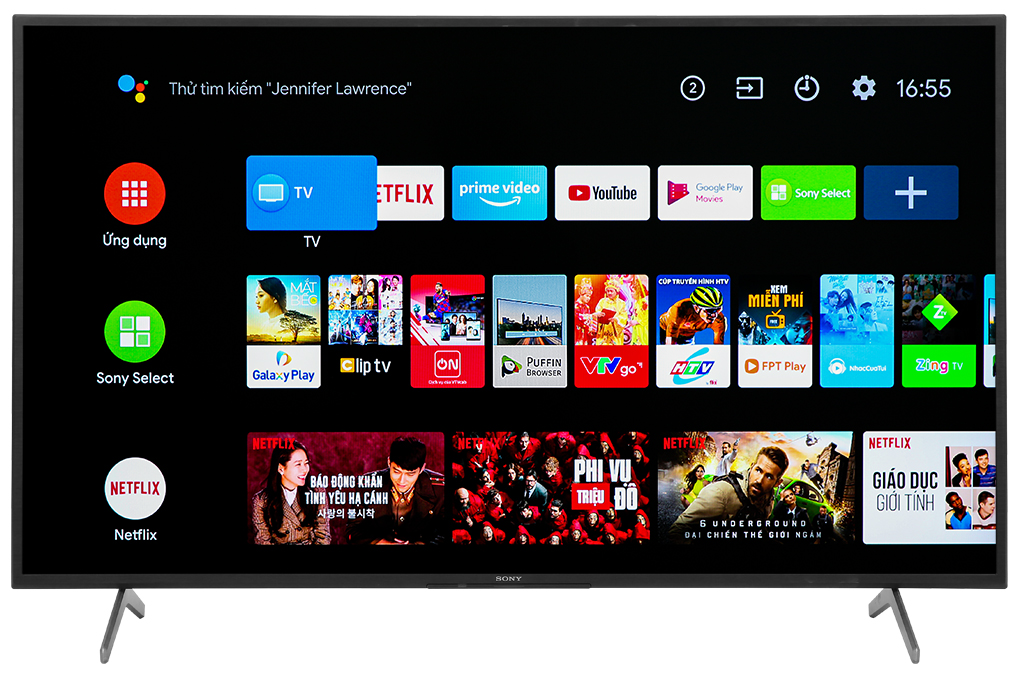 Thử tìm kiếm "Jennifer Lawrence"
2
16:55
TV
ETFLIX
prime video
YouTube
Google Play
Movies
Sony Select
TV
Ứng dụng
MẮT
BIẾC
CÚP TRUYỀN HÌNH HTV
XEM
MIỄN PHÍ
FREE
Z
Galaxy Play
Clip tv
ON
PUFFIN
BROWSER
VTV go
HTV
FPT Play
NhacCuaTui
Zing TV
Sony Select
NETFLIX
BÁO ĐỘNG KHẨN
TÌNH YÊU HẠ CÁNH
사랑의 불시착
NETFLIX
PHI VỤ
TRIỆU
ĐÔ
NETFLIX
6 UNDERGROUND
ĐẠI CHIẾN THẾ GIỚI NGẦM
NETFLIX
GIÁO DỤC
GIỚI TÍNH
NETFLIX
Netflix
SONY